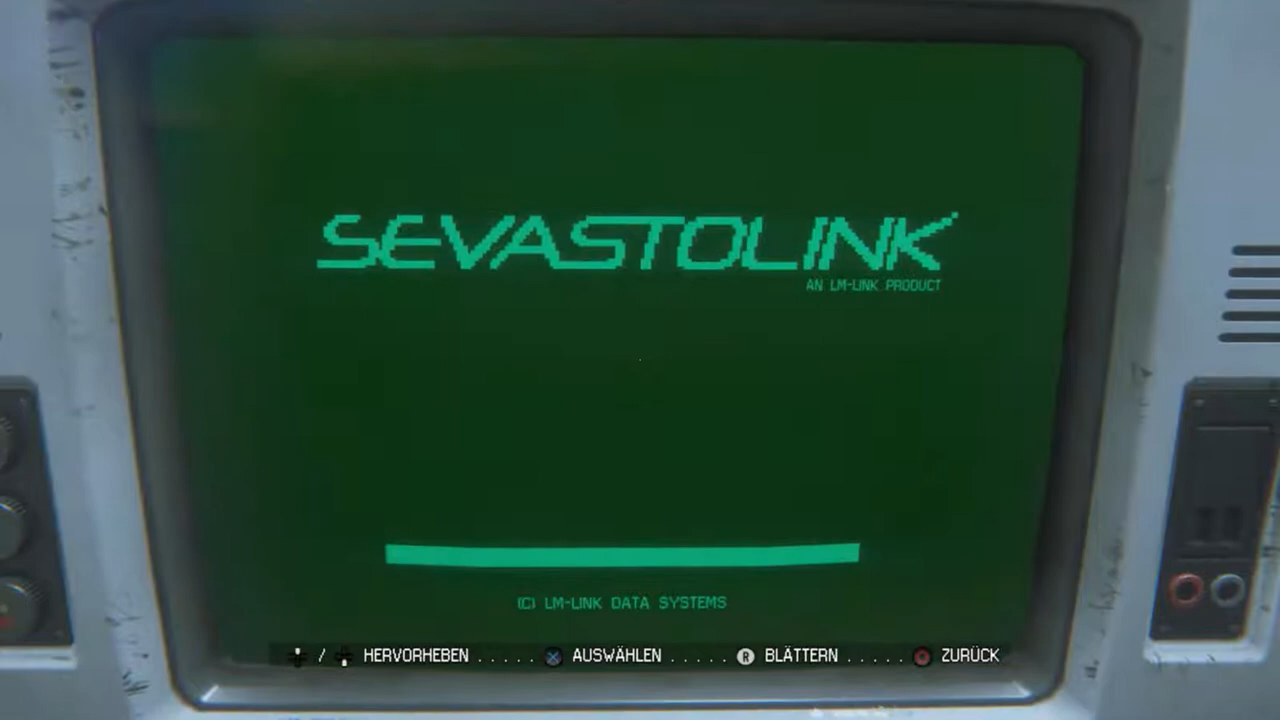 SEVASTOLINK
AN LM-LINK PRODUCT
(C) LM-LINK DATA SYSTEMS
/ HERVORHEBEN ..... AUSWÄHLEN ..... R BLÄTTERN ..... ZURÜCK